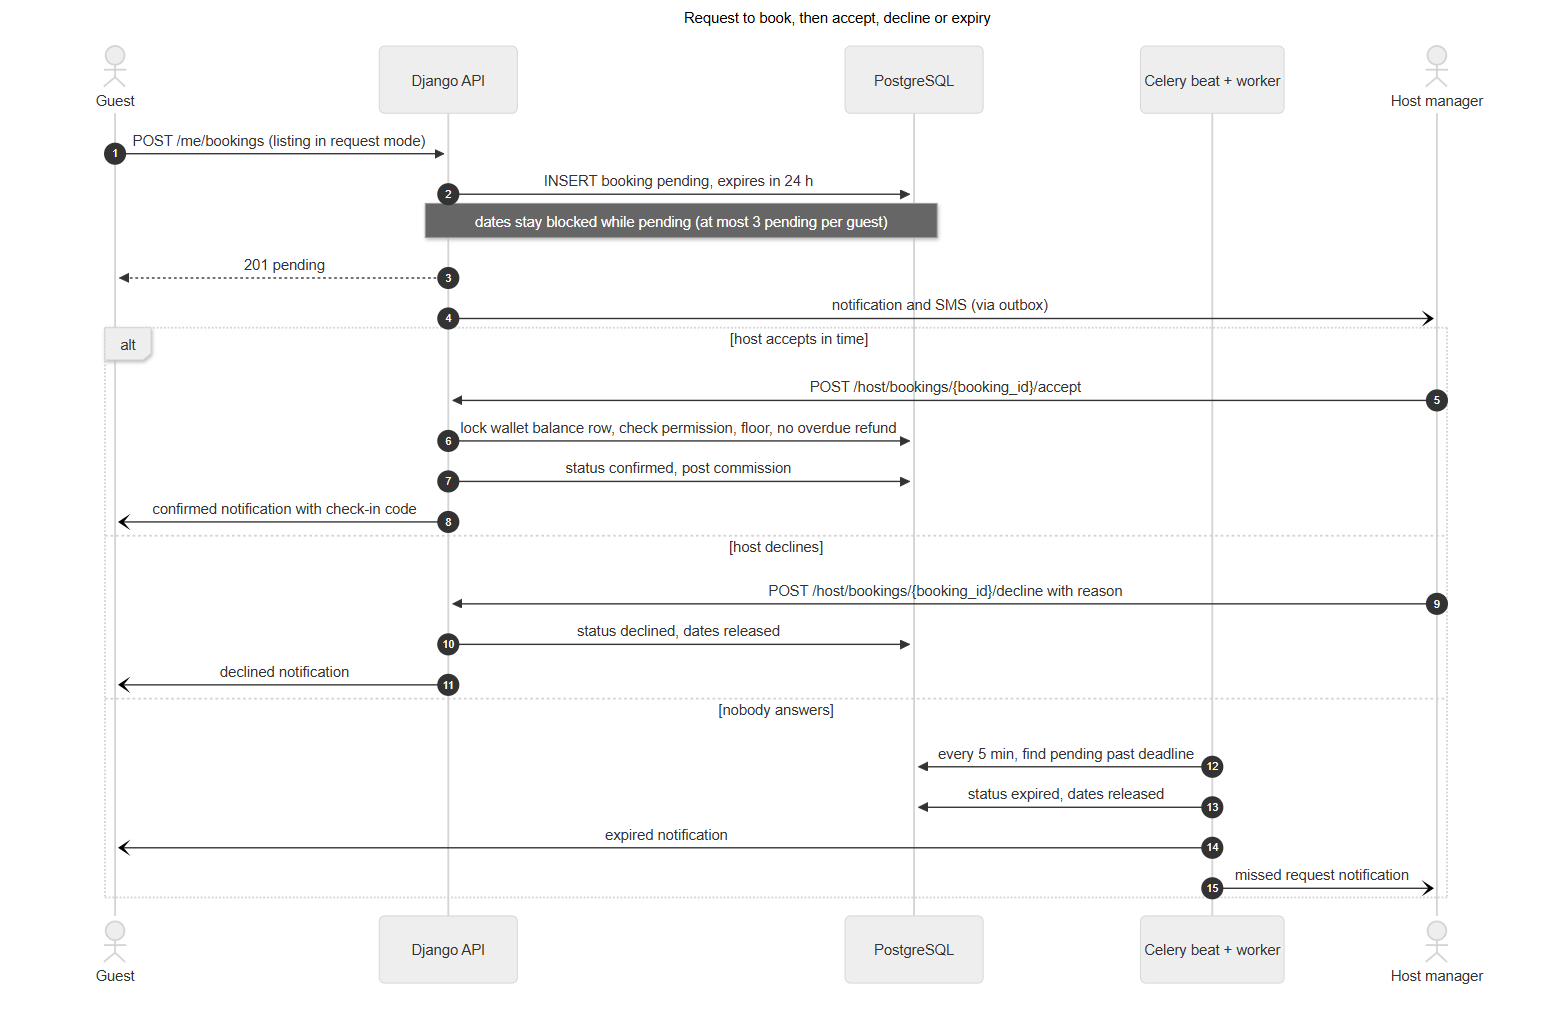 Request to book, then accept, decline or expiry
Guest
Django API
PostgreSQL
Celery beat + worker
Host manager
1 POST /me/bookings (listing in request mode)
2 INSERT booking pending, expires in 24 h
dates stay blocked while pending (at most 3 pending per guest)
201 pending 3
4 notification and SMS (via outbox)
alt
[host accepts in time]
POST /host/bookings/{booking_id}/accept 5
6 lock wallet balance row, check permission, floor, no overdue refund
7 status confirmed, post commission
confirmed notification with check-in code 8
[host declines]
POST /host/bookings/{booking_id}/decline with reason 9
10 status declined, dates released
declined notification 11
[nobody answers]
every 5 min, find pending past deadline 12
status expired, dates released 13
expired notification 14
15 missed request notification
Guest
Django API
PostgreSQL
Celery beat + worker
Host manager